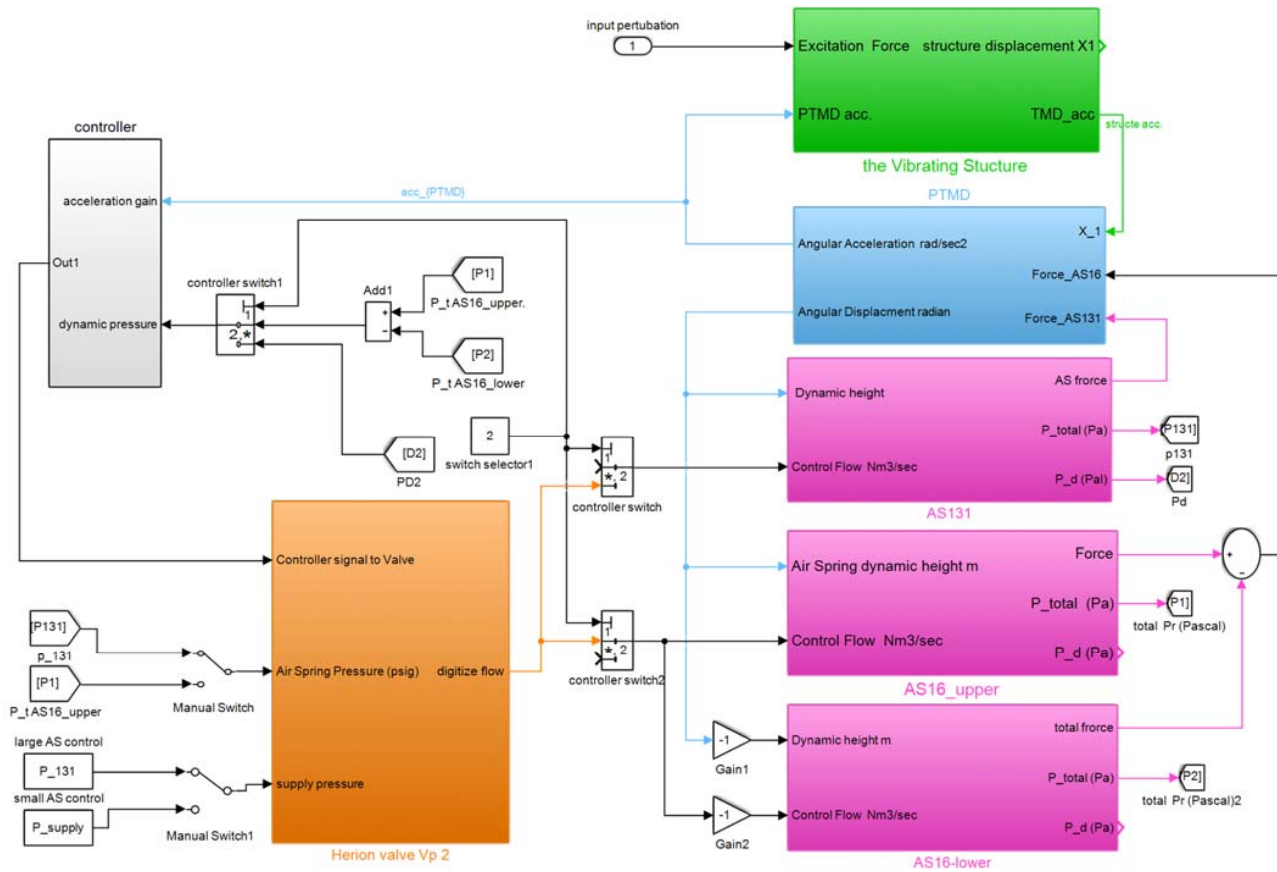 input pertubation
1
Excitation Force structure displacement X1
PTMD acc. TMD_acc
structe acc.
the Vibrating Stucture
controller
acceleration gain
Out1
dynamic pressure
acc_{PTMD}
PTMD
Angular Acceleration rad/sec2
X_1
Force_AS16
Angular Displacment radian
Force_AS131
controller switch1
1
2,*
Add1
+
−
[P1]
P_t AS16_upper.
[P2]
P_t AS16_lower
[D2]
PD2
2
switch selector1
1
*, 2
controller switch
Dynamic height
AS frorce
P_total (Pa)
Control Flow Nm3/sec
P_d (Pal)
AS131
P131]
p131
D2]
Pd
Controller signal to Valve
Air Spring Pressure (psig) digitize flow
supply pressure
Herion valve Vp 2
[P131]
p_131
[P1]
P_t AS16_upper
Manual Switch
large AS control
P_131
small AS control
P_supply
Manual Switch1
1
*, 2
controller switch2
Air Spring dynamic height m
Force
P_total (Pa)
Control Flow Nm3/sec
P_d (Pa)
AS16_upper
[P1]
total Pr (Pascal)
+
−
-1
Gain1
-1
Gain2
Dynamic height m
total frorce
P_total (Pa)
Control Flow Nm3/sec
P_d (Pa)
AS16-lower
P2]
total Pr (Pascal)2